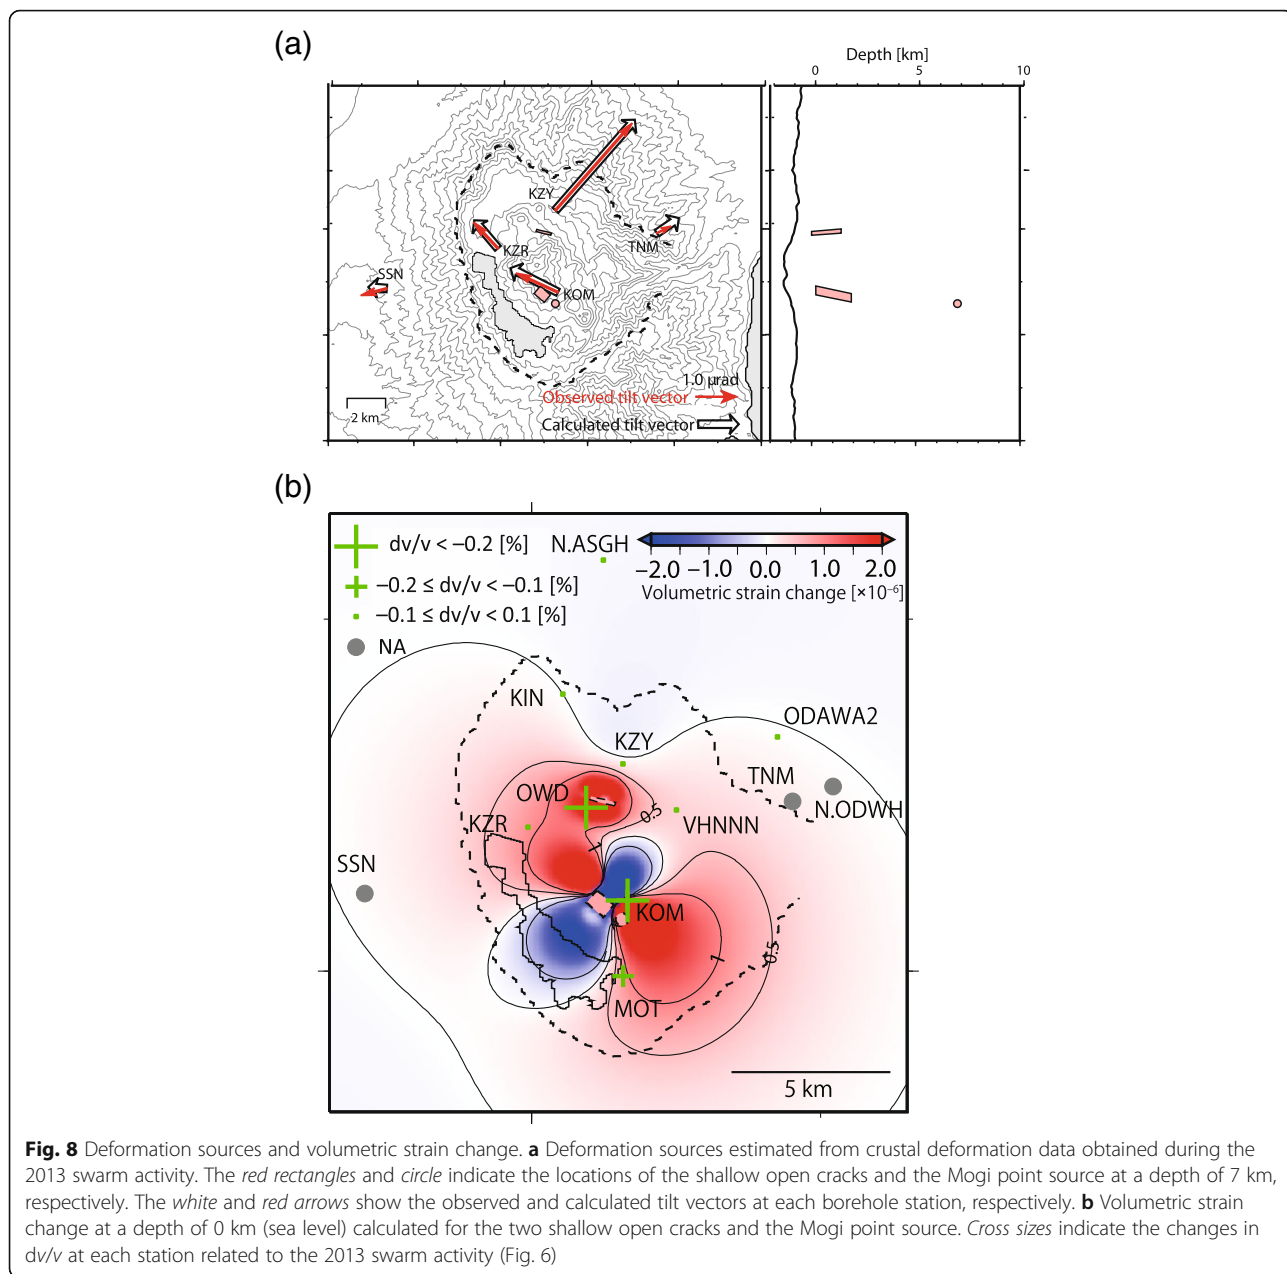 (a)
Depth [km]
0 5 10
KZY
TNM
KZR
SSN
KOM
1.0 μrad
Observed tilt vector
2 km
Calculated tilt vector
(b)
dv/v < −0.2 [%]
N.ASGH
−2.0 −1.0 0.0 1.0 2.0
−0.2 ≤ dv/v < −0.1 [%]
Volumetric strain change [×10⁻⁶]
−0.1 ≤ dv/v < 0.1 [%]
NA
KIN
ODAWA2
KZY
TNM
OWD
N.ODWH
0.5
KZR
VHNNN
1
SSN
KOM
0.5
1
MOT
5 km
Fig. 8 Deformation sources and volumetric strain change. a Deformation sources estimated from crustal deformation data obtained during the
2013 swarm activity. The red rectangles and circle indicate the locations of the shallow open cracks and the Mogi point source at a depth of 7 km,
respectively. The white and red arrows show the observed and calculated tilt vectors at each borehole station, respectively. b Volumetric strain
change at a depth of 0 km (sea level) calculated for the two shallow open cracks and the Mogi point source. Cross sizes indicate the changes in
dv/v at each station related to the 2013 swarm activity (Fig. 6)